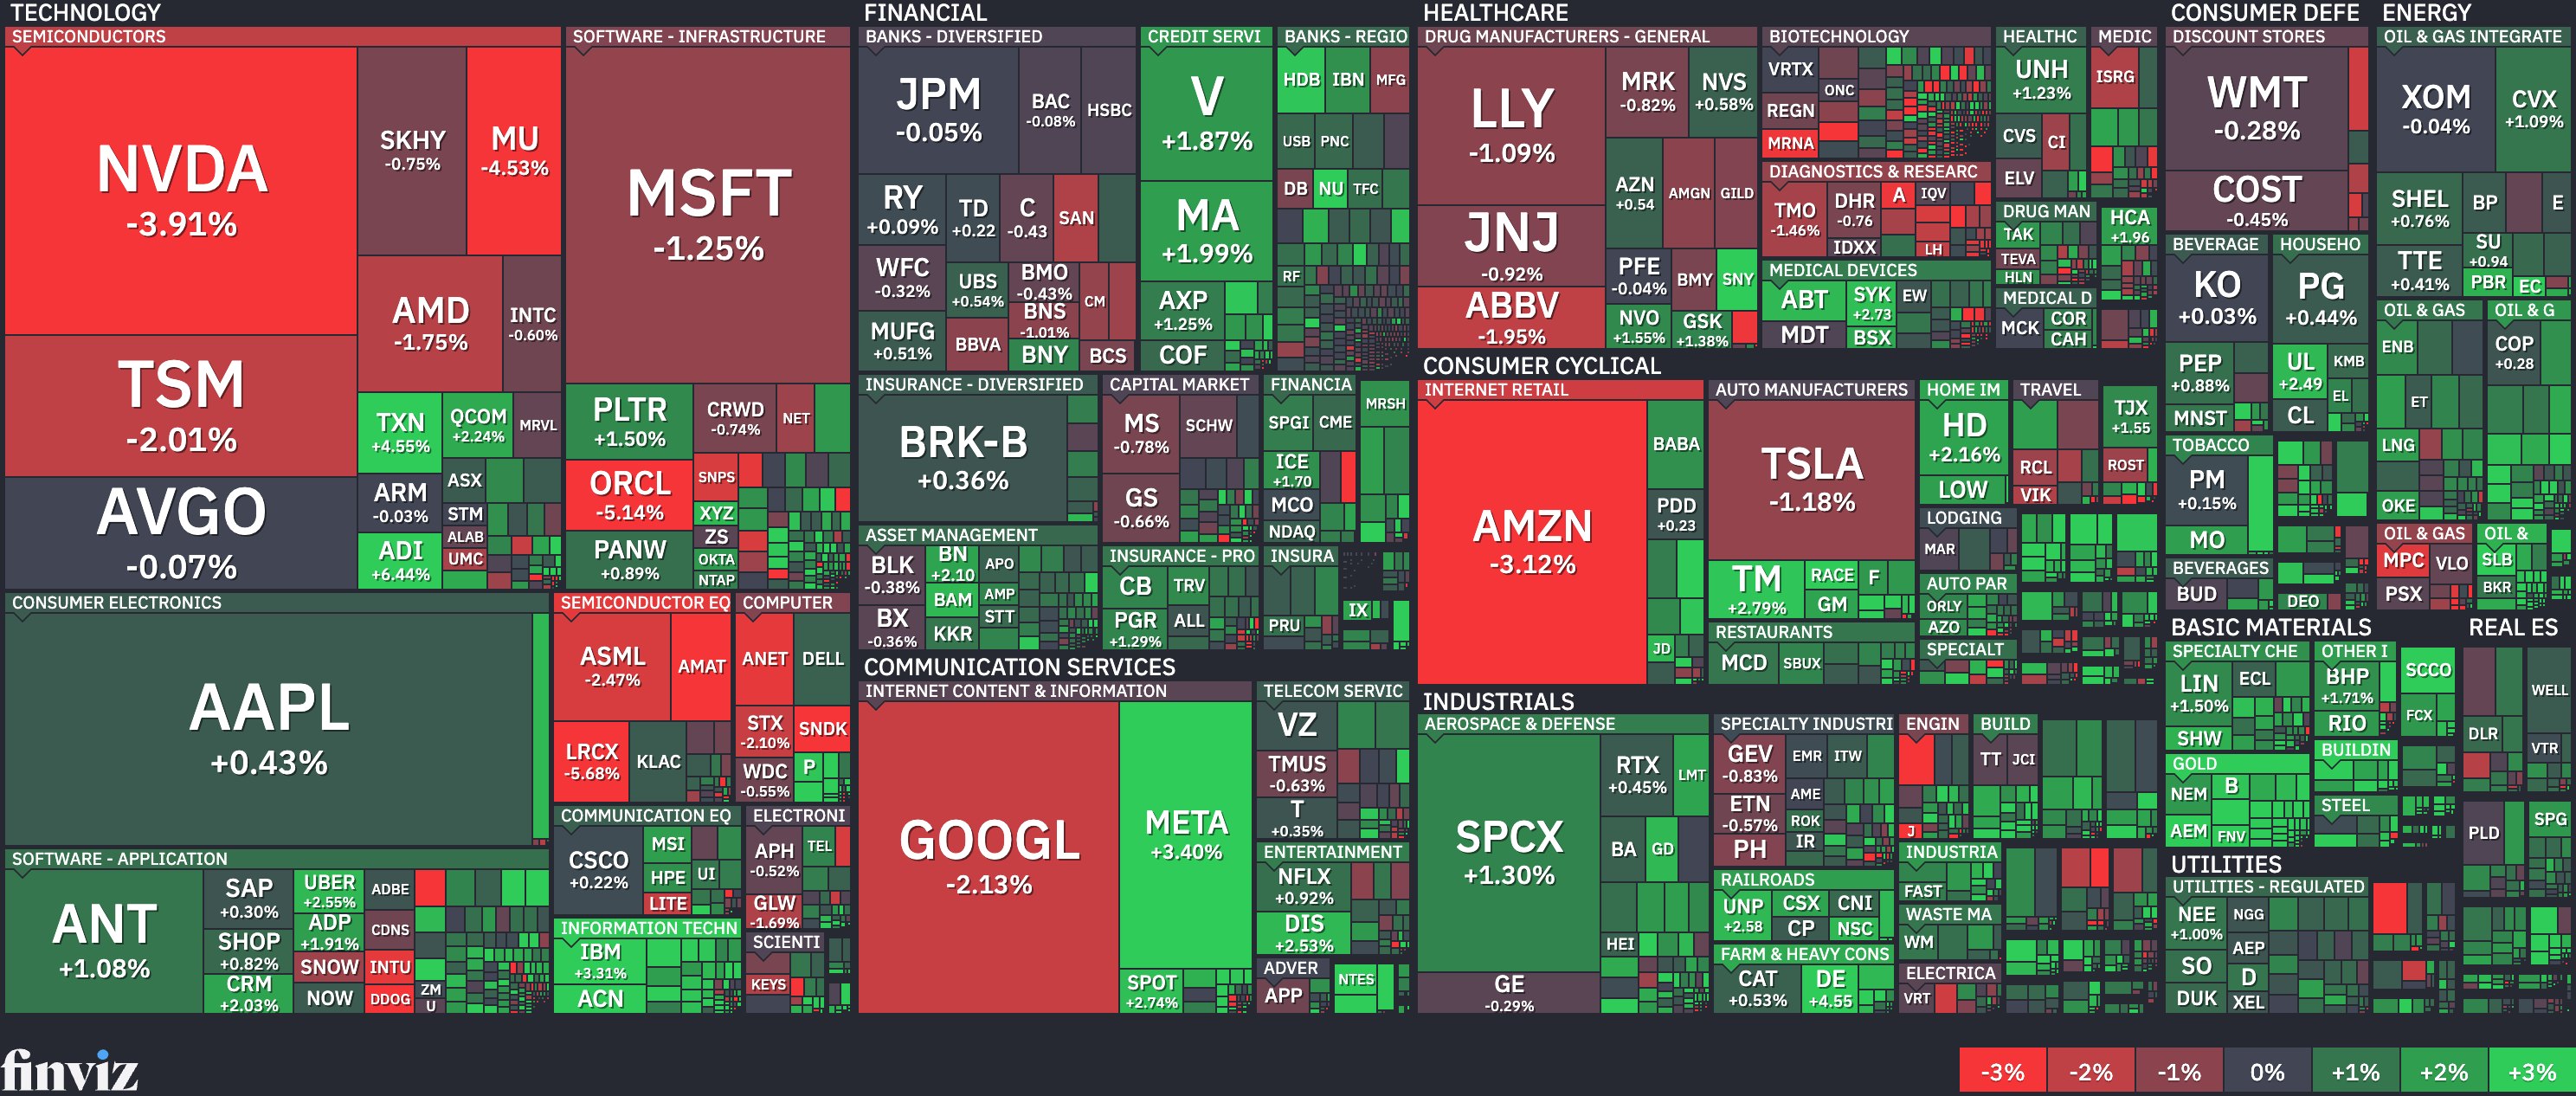 TECHNOLOGY
SEMICONDUCTORS
NVDA
-3.91%
SKHY
-0.75%
MU
-4.53%
TSM
-2.01%
AMD
-1.75%
INTC
-0.60%
AVGO
-0.07%
TXN
+4.55%
QCOM
+2.24%
MRVL
ARM
-0.03%
ASX
STM
ADI
+6.44%
ALAB
UMC
SOFTWARE - INFRASTRUCTURE
MSFT
-1.25%
PLTR
+1.50%
CRWD
-0.74%
NET
ORCL
-5.14%
SNPS
XYZ
PANW
+0.89%
ZS
OKTA
NTAP
CONSUMER ELECTRONICS
AAPL
+0.43%
SEMICONDUCTOR EQ
ASML
-2.47%
AMAT
LRCX
-5.68%
KLAC
COMPUTER
ANET
DELL
STX
-2.10%
SNDK
WDC
-0.55%
P
SOFTWARE - APPLICATION
ANT
+1.08%
SAP
+0.30%
UBER
+2.55%
ADBE
SHOP
+0.82%
ADP
+1.91%
CDNS
CRM
+2.03%
SNOW
INTU
NOW
DDOG
ZM
U
COMMUNICATION EQ
CSCO
+0.22%
MSI
HPE
UI
LITE
ELECTRONI
APH
-0.52%
TEL
GLW
-1.69%
INFORMATION TECHN
IBM
+3.31%
ACN
SCIENTI
KEYS
FINANCIAL
BANKS - DIVERSIFIED
JPM
-0.05%
BAC
-0.08%
HSBC
RY
+0.09%
TD
+0.22
C
-0.43
SAN
WFC
-0.32%
UBS
+0.54%
BMO
-0.43%
BNS
-1.01%
CM
MUFG
+0.51%
BBVA
BNY
BCS
CREDIT SERVI
V
+1.87%
MA
+1.99%
AXP
+1.25%
COF
BANKS - REGIO
HDB
IBN
MFG
USB
PNC
DB
NU
TFC
RF
INSURANCE - DIVERSIFIED
BRK-B
+0.36%
CAPITAL MARKET
MS
-0.78%
SCHW
GS
-0.66%
FINANCIA
SPGI
CME
ICE
+1.70
MCO
NDAQ
MRSH
ASSET MANAGEMENT
BLK
-0.38%
BN
+2.10
APO
BAM
AMP
BX
-0.36%
KKR
STT
INSURANCE - PRO
CB
TRV
PGR
+1.29%
ALL
INSURA
PRU
IX
COMMUNICATION SERVICES
INTERNET CONTENT & INFORMATION
GOOGL
-2.13%
META
+3.40%
SPOT
+2.74%
TELECOM SERVIC
VZ
TMUS
-0.63%
T
+0.35%
ENTERTAINMENT
NFLX
+0.92%
DIS
+2.53%
ADVER
APP
NTES
HEALTHCARE
DRUG MANUFACTURERS - GENERAL
LLY
-1.09%
MRK
-0.82%
NVS
+0.58%
JNJ
-0.92%
AZN
+0.54
AMGN
GILD
ABBV
-1.95%
PFE
-0.04%
BMY
SNY
NVO
+1.55%
GSK
+1.38%
BIOTECHNOLOGY
VRTX
ONC
REGN
MRNA
DIAGNOSTICS & RESEARC
TMO
-1.46%
DHR
-0.76
A
IQV
IDXX
LH
MEDICAL DEVICES
ABT
SYK
+2.73
EW
MDT
BSX
HEALTHC
UNH
+1.23%
CVS
CI
ELV
MEDIC
ISRG
DRUG MAN
TAK
TEVA
HLN
HCA
+1.96
MEDICAL D
MCK
COR
CAH
CONSUMER CYCLICAL
INTERNET RETAIL
AMZN
-3.12%
BABA
PDD
+0.23
JD
AUTO MANUFACTURERS
TSLA
-1.18%
TM
+2.79%
RACE
F
GM
RESTAURANTS
MCD
SBUX
HOME IM
HD
+2.16%
LOW
TRAVEL
RCL
VIK
TJX
+1.55
ROST
LODGING
MAR
AUTO PAR
ORLY
AZO
SPECIALT
INDUSTRIALS
AEROSPACE & DEFENSE
SPCX
+1.30%
RTX
+0.45%
LMT
BA
GD
HEI
GE
-0.29%
SPECIALTY INDUSTRI
GEV
-0.83%
EMR
ITW
ETN
-0.57%
AME
ROK
PH
IR
ENGIN
J
BUILD
TT
JCI
RAILROADS
UNP
+2.58
CSX
CNI
CP
NSC
INDUSTRIA
FAST
WASTE MA
WM
FARM & HEAVY CONS
CAT
+0.53%
DE
+4.55
ELECTRICA
VRT
CONSUMER DEFE
DISCOUNT STORES
WMT
-0.28%
COST
-0.45%
BEVERAGE
KO
+0.03%
PEP
+0.88%
MNST
HOUSEHO
PG
+0.44%
UL
+2.49
KMB
CL
EL
TOBACCO
PM
+0.15%
MO
BEVERAGES
BUD
DEO
ENERGY
OIL & GAS INTEGRATE
XOM
-0.04%
CVX
+1.09%
SHEL
+0.76%
BP
E
TTE
+0.41%
SU
+0.94
PBR
EC
OIL & GAS
ENB
ET
LNG
OKE
OIL & G
COP
+0.28
OIL & GAS
MPC
VLO
PSX
OIL &
SLB
BKR
BASIC MATERIALS
SPECIALTY CHE
LIN
+1.50%
ECL
SHW
OTHER I
BHP
+1.71%
RIO
SCCO
FCX
GOLD
NEM
B
AEM
FNV
BUILDIN
STEEL
REAL ES
WELL
DLR
VTR
PLD
SPG
UTILITIES
UTILITIES - REGULATED
NEE
+1.00%
NGG
AEP
SO
D
DUK
XEL
finviz
-3%
-2%
-1%
0%
+1%
+2%
+3%